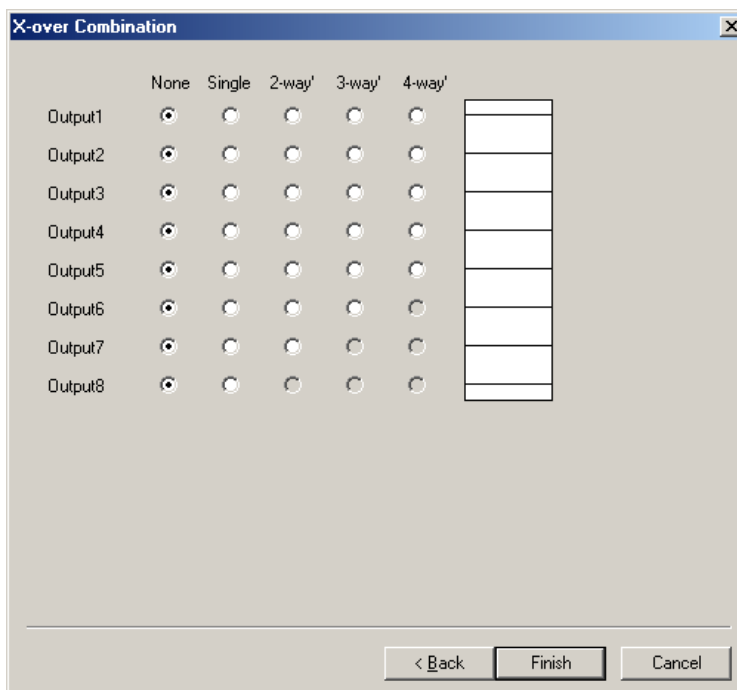 X-over Combination
None Single 2-way' 3-way' 4-way'
Output1
Output2
Output3
Output4
Output5
Output6
Output7
Output8
< Back Finish Cancel